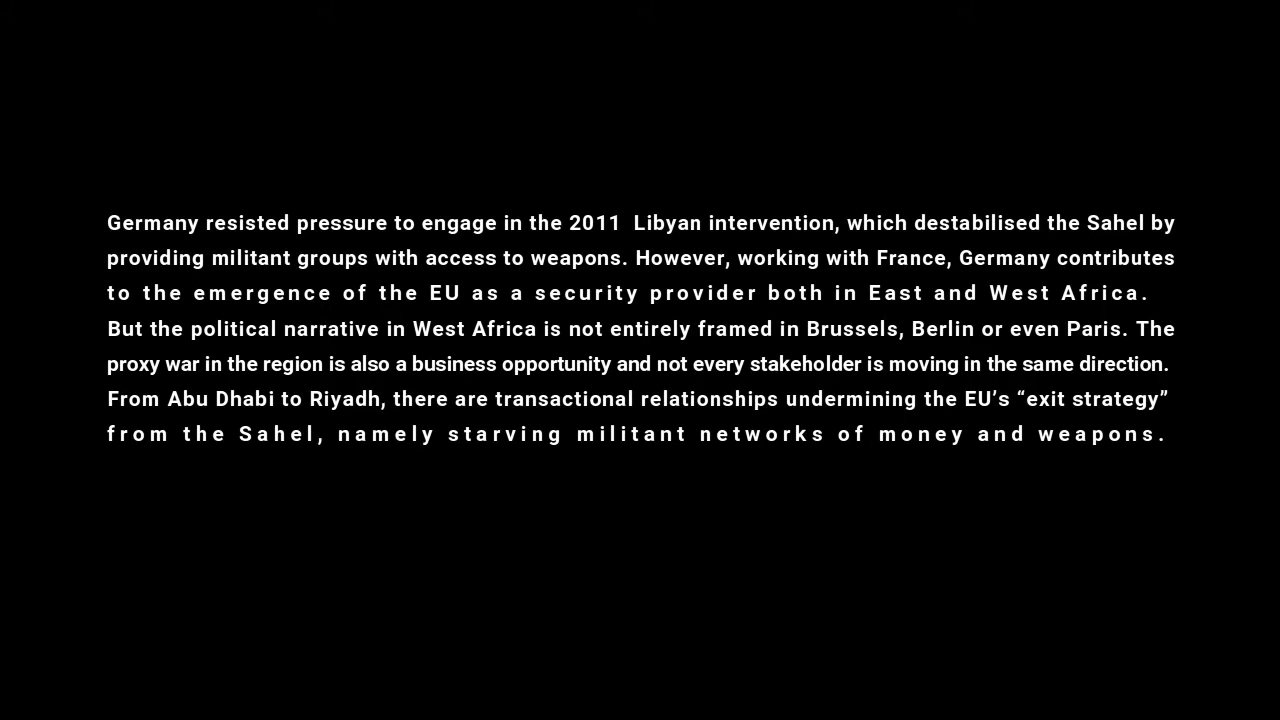 Germany resisted pressure to engage in the 2011  Libyan intervention, which destabilised the Sahel by
providing militant groups with access to weapons. However, working with France, Germany contributes
to the emergence of the EU as a security provider both in East and West Africa.
But the political narrative in West Africa is not entirely framed in Brussels, Berlin or even Paris. The
proxy war in the region is also a business opportunity and not every stakeholder is moving in the same direction.
From Abu Dhabi to Riyadh, there are transactional relationships undermining the EU’s “exit strategy”
from the Sahel, namely starving militant networks of money and weapons.